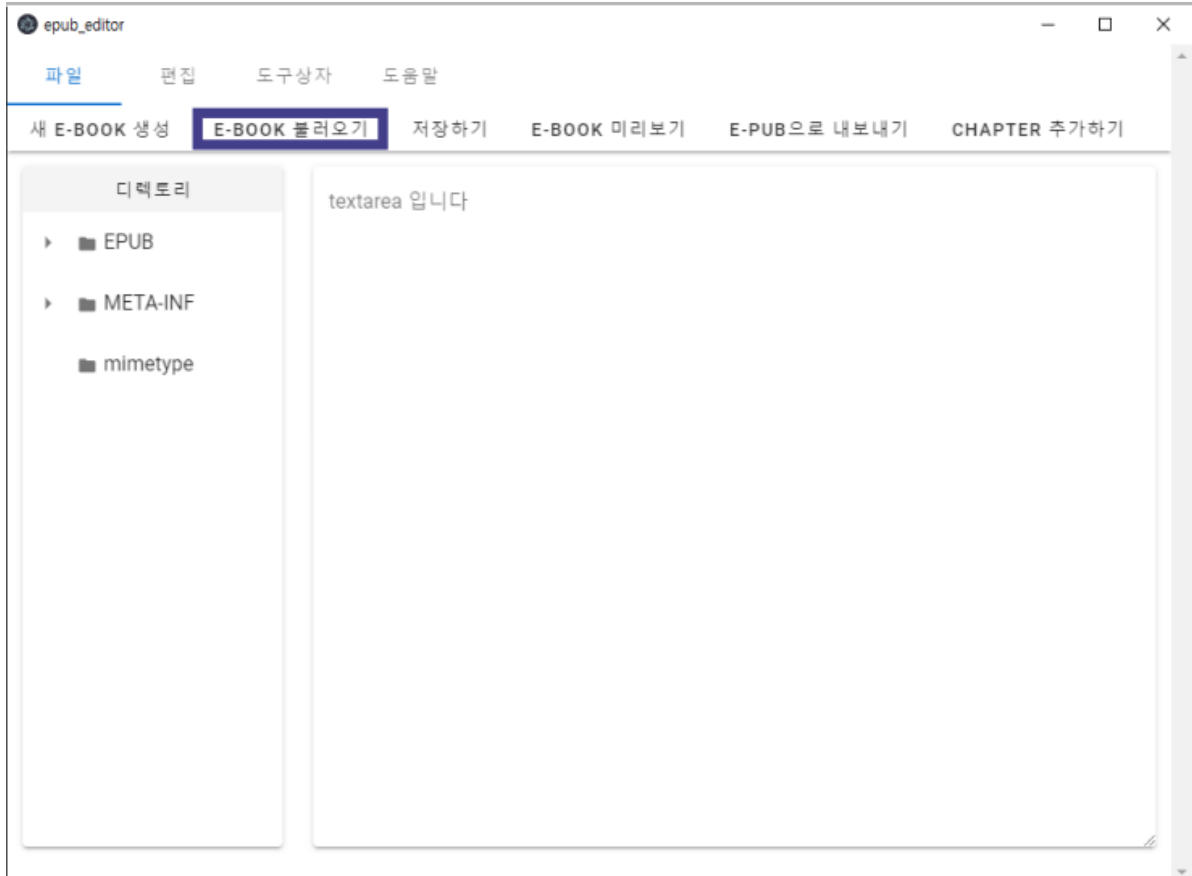 epub_editor
파일 편집 도구상자 도움말
새 E-BOOK 생성 E-BOOK 불러오기 저장하기 E-BOOK 미리보기 E-PUB으로 내보내기 CHAPTER 추가하기
디렉토리
textarea 입니다
EPUB
META-INF
mimetype